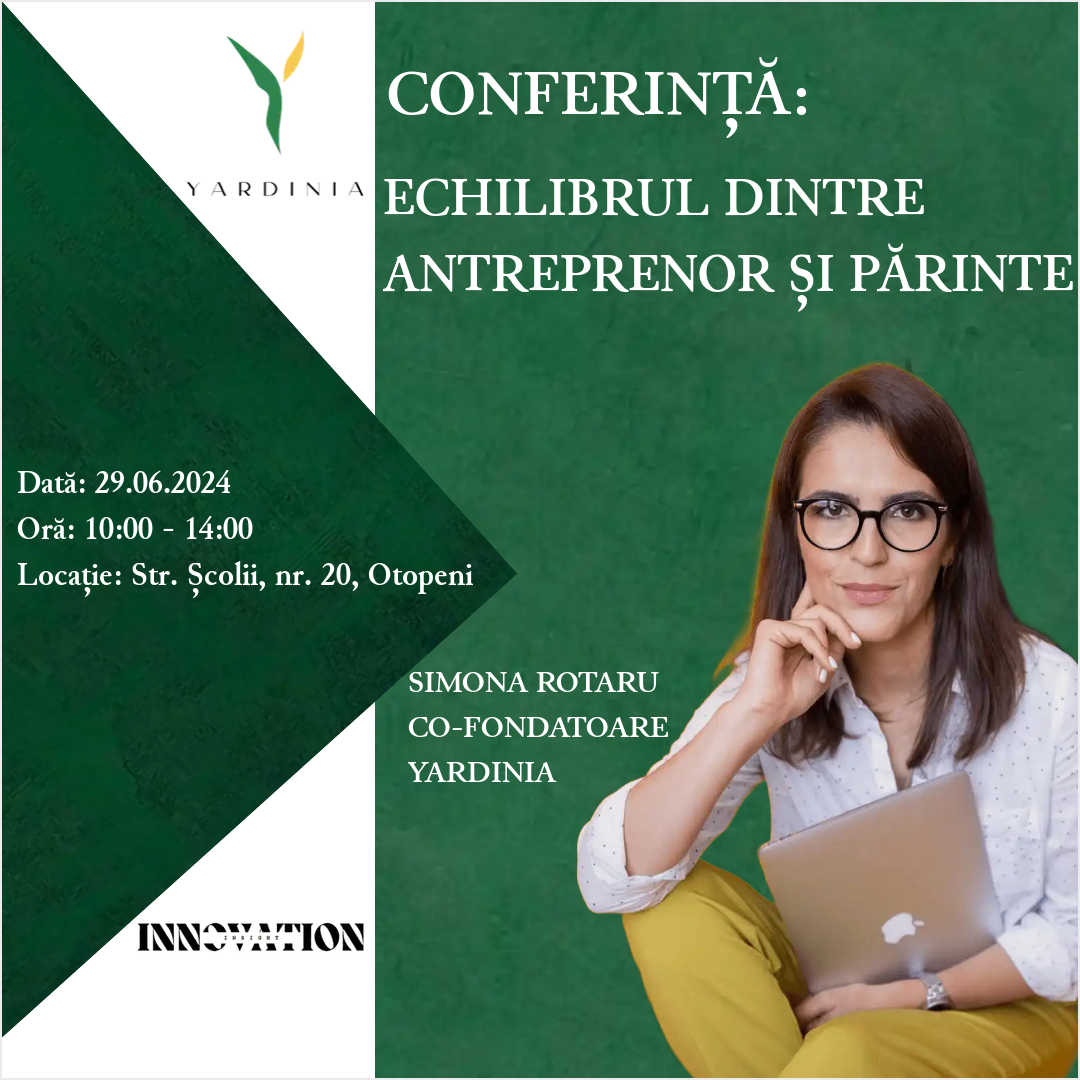 YARDINIA
CONFERINȚĂ:
ECHILIBRUL DINTRE
ANTREPRENOR ȘI PĂRINTE
Dată: 29.06.2024
Oră: 10:00 - 14:00
Locație: Str. Școlii, nr. 20, Otopeni
SIMONA ROTARU
CO-FONDATOARE
YARDINIA
INNOVATION
INSIGHT